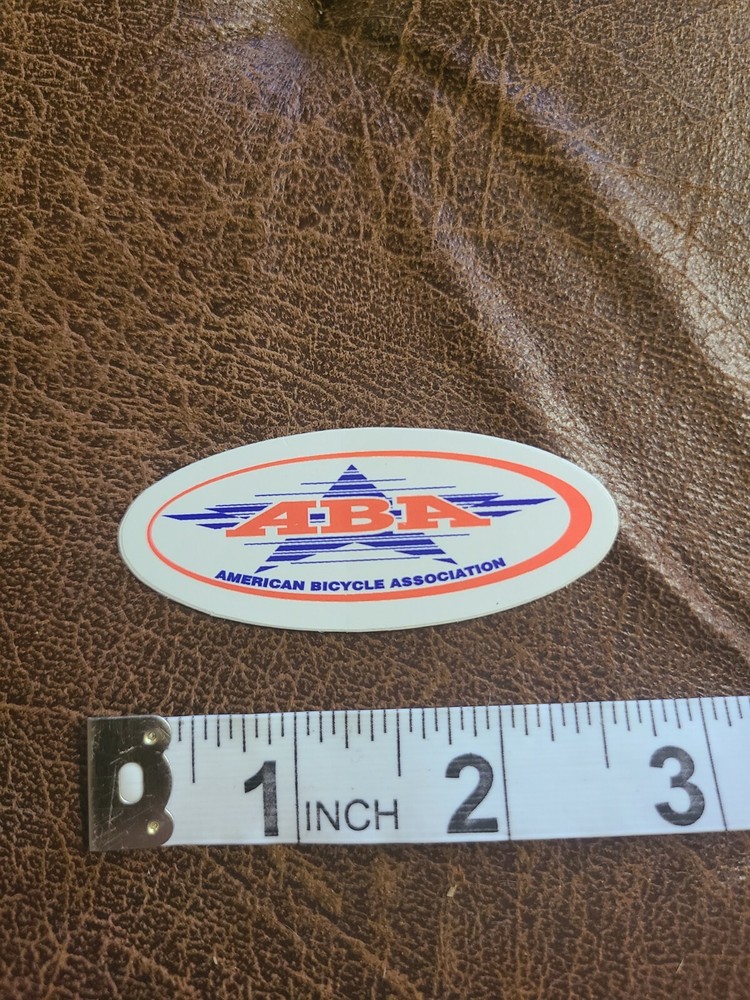 ABA
AMERICAN BICYCLE ASSOCIATION
1 INCH 2 3